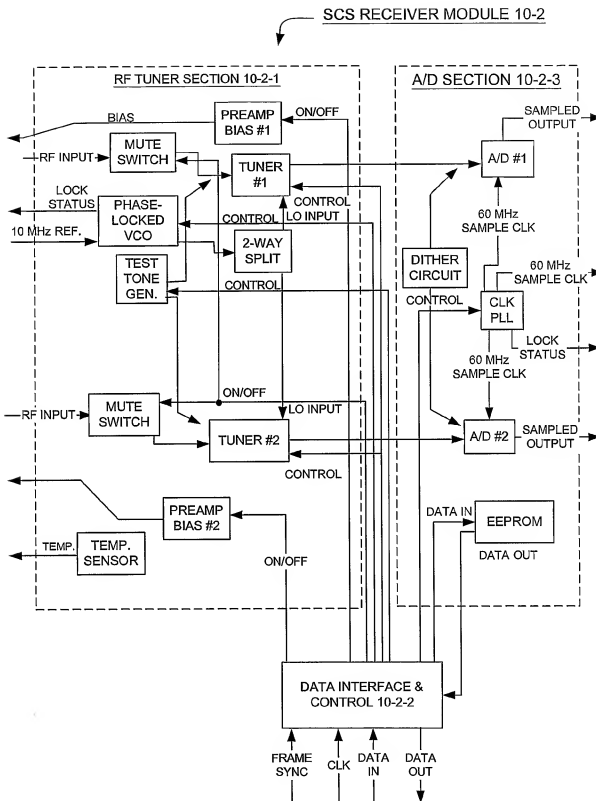 SCS RECEIVER MODULE 10-2
RF TUNER SECTION 10-2-1
A/D SECTION 10-2-3
BIAS
PREAMP
BIAS #1
ON/OFF
SAMPLED
OUTPUT
RF INPUT
MUTE
SWITCH
TUNER
#1
A/D #1
LOCK
STATUS
PHASE-
LOCKED
VCO
CONTROL
CONTROL
LO INPUT
60 MHz
SAMPLE CLK
10 MHz REF.
2-WAY
SPLIT
TEST
TONE
GEN.
CONTROL
DITHER
CIRCUIT
60 MHz
SAMPLE CLK
CONTROL
CLK
PLL
LOCK
STATUS
60 MHz
SAMPLE CLK
ON/OFF
RF INPUT
MUTE
SWITCH
LO INPUT
TUNER #2
A/D #2
SAMPLED
OUTPUT
CONTROL
PREAMP
BIAS #2
DATA IN
EEPROM
TEMP.
TEMP.
SENSOR
ON/OFF
DATA OUT
DATA INTERFACE &
CONTROL 10-2-2
FRAME
SYNC
CLK
DATA
IN
DATA
OUT